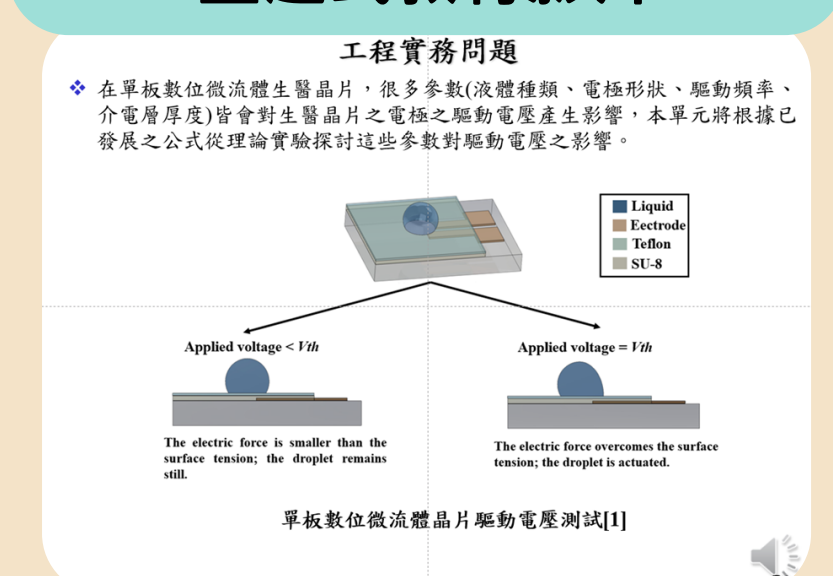 工程實務問題
❖ 在單板數位微流體生醫晶片，很多參數(液體種類、電極形狀、驅動頻率、
介電層厚度)皆會對生醫晶片之電極之驅動電壓產生影響，本單元將根據已
發展之公式從理論實驗探討這些參數對驅動電壓之影響。
Liquid
Eectrode
Teflon
SU-8
Applied voltage < Vth
The electric force is smaller than the
surface tension; the droplet remains
still.
Applied voltage = Vth
The electric force overcomes the surface
tension; the droplet is actuated.
單板數位微流體晶片驅動電壓測試[1]